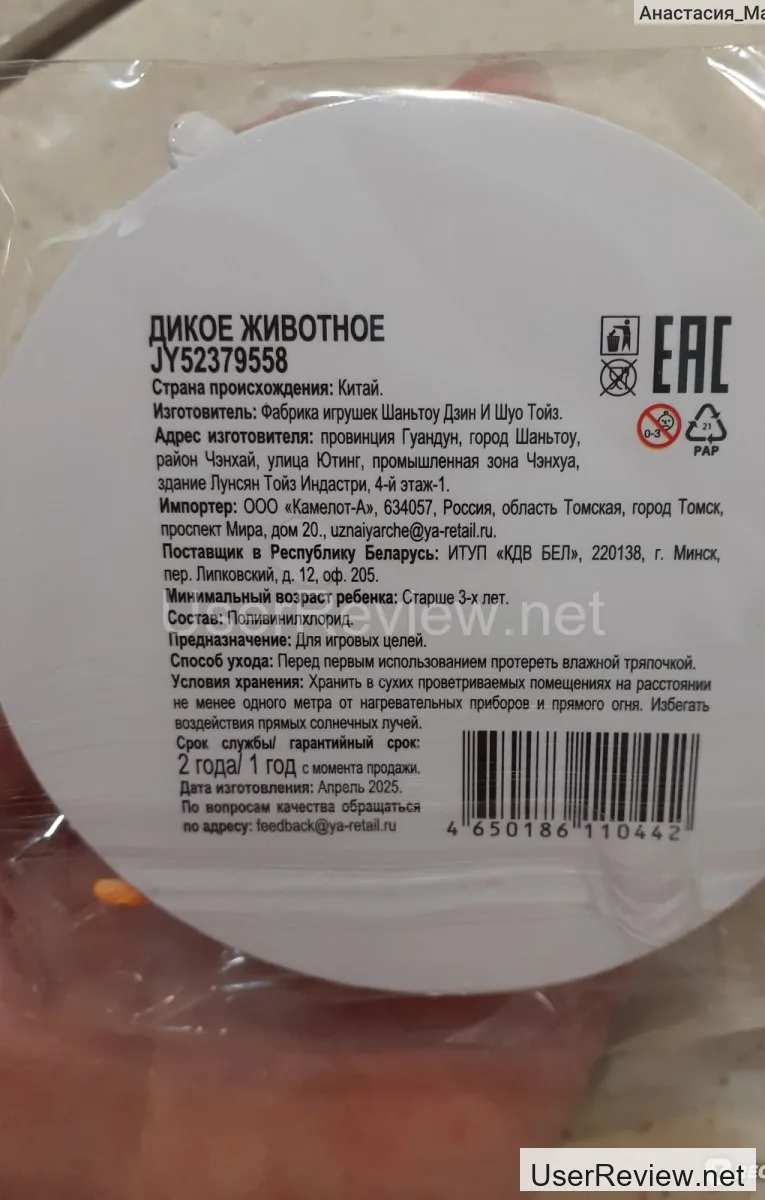 Анастасия_Ма
ДИКОЕ ЖИВОТНОЕ
JY52379558
Страна происхождения: Китай.
Изготовитель: Фабрика игрушек Шаньтоу Дзин И Шуо Тойз.
Адрес изготовителя: провинция Гуандун, город Шаньтоу,
район Чэнхай, улица Ютинг, промышленная зона Чэнхуа,
здание Лунсян Тойз Индастри, 4-й этаж-1.
Импортер: ООО «Камелот-А», 634057, Россия, область Томская, город Томск,
проспект Мира, дом 20., uznaiyarche@ya-retail.ru.
Поставщик в Республику Беларусь: ИТУП «КДВ БЕЛ», 220138, г. Минск,
пер. Липковский, д. 12, оф. 205.
Минимальный возраст ребенка: Старше 3-х лет.
Состав: Поливинилхлорид.
Предназначение: Для игровых целей.
Способ ухода: Перед первым использованием протереть влажной тряпочкой.
Условия хранения: Хранить в сухих проветриваемых помещениях на расстоянии
не менее одного метра от нагревательных приборов и прямого огня. Избегать
воздействия прямых солнечных лучей.
Срок службы/ гарантийный срок:
2 года/ 1 год с момента продажи.
Дата изготовления: Апрель 2025.
По вопросам качества обращаться
по адресу: feedback@ya-retail.ru
EAC
0-3
21
PAP
4 650186 110442
UserReview.net
UserReview.net